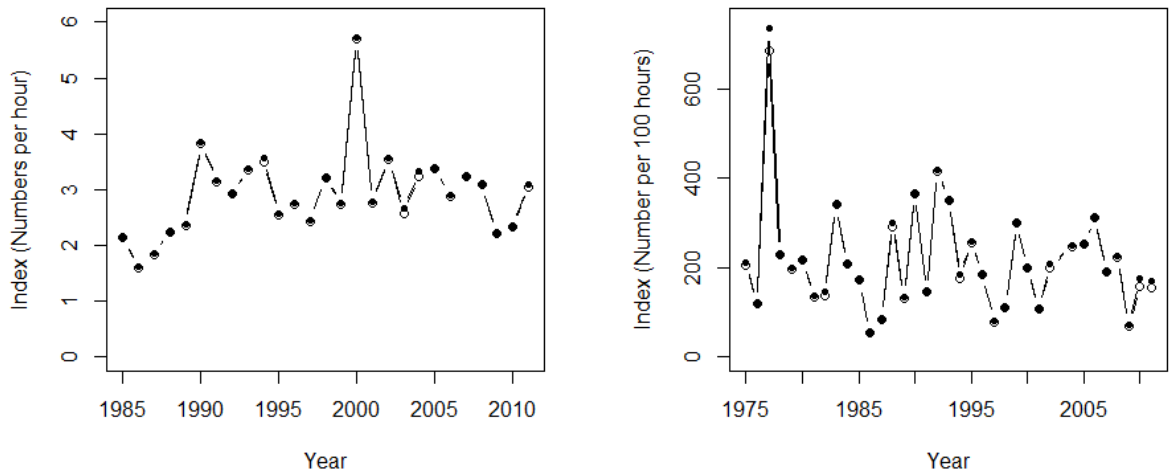 Index (Numbers per hour)
6
5
4
3
2
1
0
1985 1990 1995 2000 2005 2010
Year
Index (Number per 100 hours)
600
400
200
0
1975 1985 1995 2005
Year